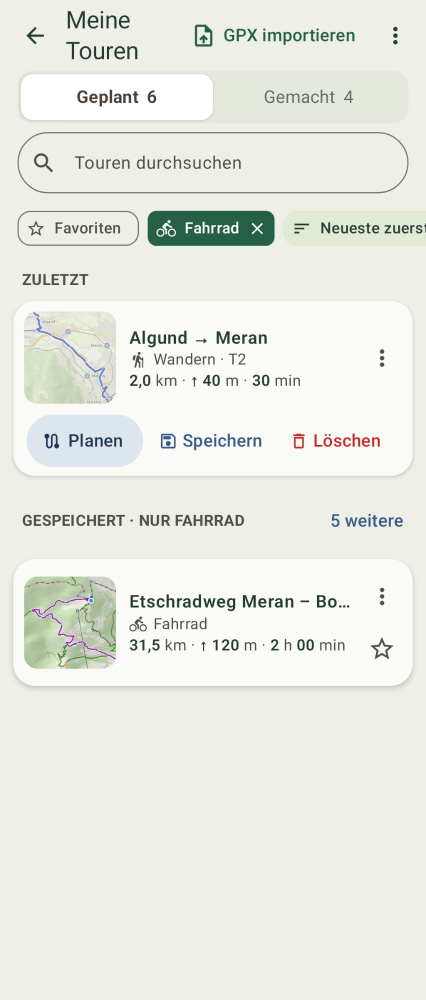 Meine
Touren
GPX importieren
Geplant 6
Gemacht 4
Touren durchsuchen
Favoriten
Fahrrad
Neueste zuerst
ZULETZT
Algund → Meran
Wandern · T2
2,0 km · ↑ 40 m · 30 min
Planen
Speichern
Löschen
GESPEICHERT · NUR FAHRRAD
5 weitere
Etschradweg Meran – Bo…
Fahrrad
31,5 km · ↑ 120 m · 2 h 00 min